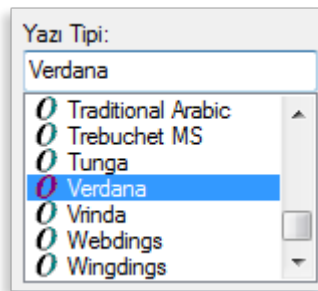 Yazı Tipi:
Verdana
Traditional Arabic
Trebuchet MS
Tunga
Verdana
Vrinda
Webdings
Wingdings